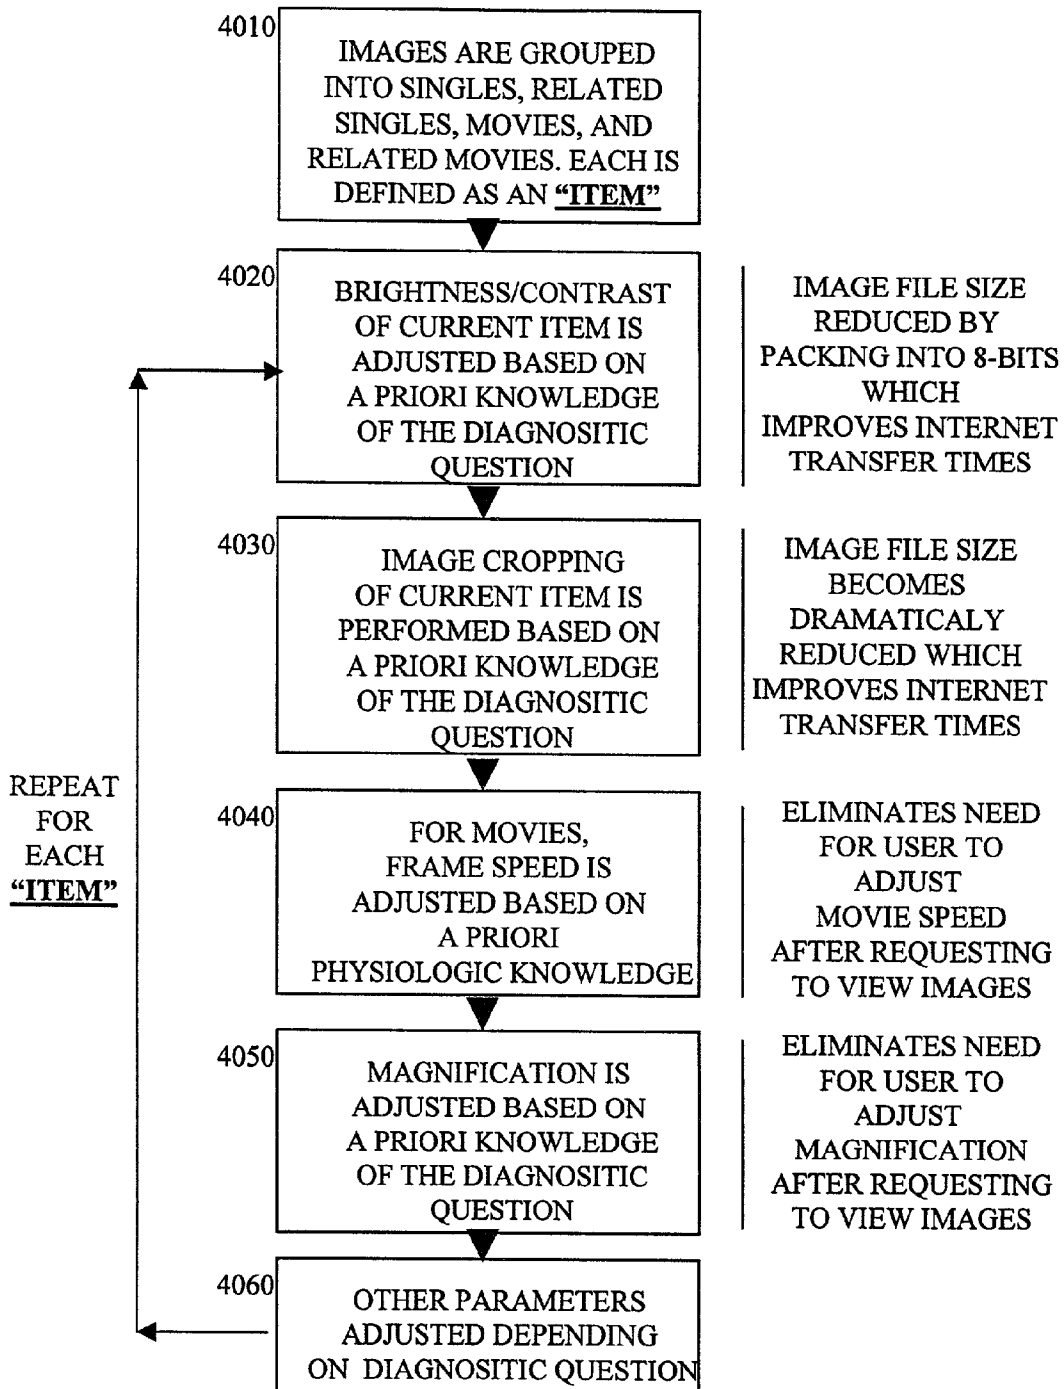 4010
IMAGES ARE GROUPED
INTO SINGLES, RELATED
SINGLES, MOVIES, AND
RELATED MOVIES. EACH IS
DEFINED AS AN “ITEM”
4020
BRIGHTNESS/CONTRAST
OF CURRENT ITEM IS
ADJUSTED BASED ON
A PRIORI KNOWLEDGE
OF THE DIAGNOSITIC
QUESTION
IMAGE FILE SIZE
REDUCED BY
PACKING INTO 8-BITS
WHICH
IMPROVES INTERNET
TRANSFER TIMES
4030
IMAGE CROPPING
OF CURRENT ITEM IS
PERFORMED BASED ON
A PRIORI KNOWLEDGE
OF THE DIAGNOSITIC
QUESTION
IMAGE FILE SIZE
BECOMES
DRAMATICALY
REDUCED WHICH
IMPROVES INTERNET
TRANSFER TIMES
REPEAT
FOR
EACH
“ITEM”
4040
FOR MOVIES,
FRAME SPEED IS
ADJUSTED BASED ON
A PRIORI
PHYSIOLOGIC KNOWLEDGE
ELIMINATES NEED
FOR USER TO
ADJUST
MOVIE SPEED
AFTER REQUESTING
TO VIEW IMAGES
4050
MAGNIFICATION IS
ADJUSTED BASED ON
A PRIORI KNOWLEDGE
OF THE DIAGNOSITIC
QUESTION
ELIMINATES NEED
FOR USER TO
ADJUST
MAGNIFICATION
AFTER REQUESTING
TO VIEW IMAGES
4060
OTHER PARAMETERS
ADJUSTED DEPENDING
ON DIAGNOSITIC QUESTION